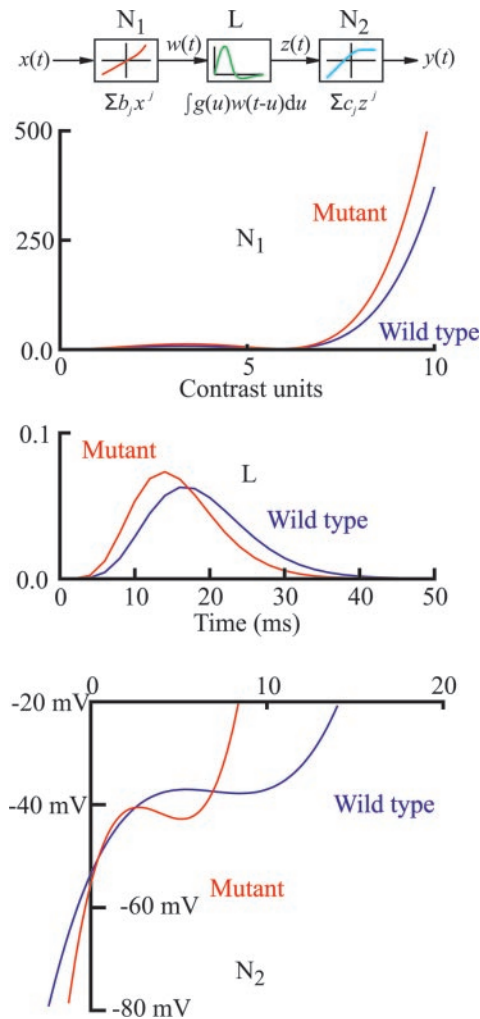 N₁ L N₂
x(t) w(t) z(t) y(t)
Σbⱼxʲ ∫g(u)w(t-u)du Σcⱼzʲ
500
Mutant
250
N₁
Wild type
0.0
0 5 10
Contrast units
0.1
Mutant
L
Wild type
0.0
0 10 20 30 40 50
Time (ms)
0 10 20
-20 mV
Wild type
-40 mV
Mutant
-60 mV
N₂
-80 mV